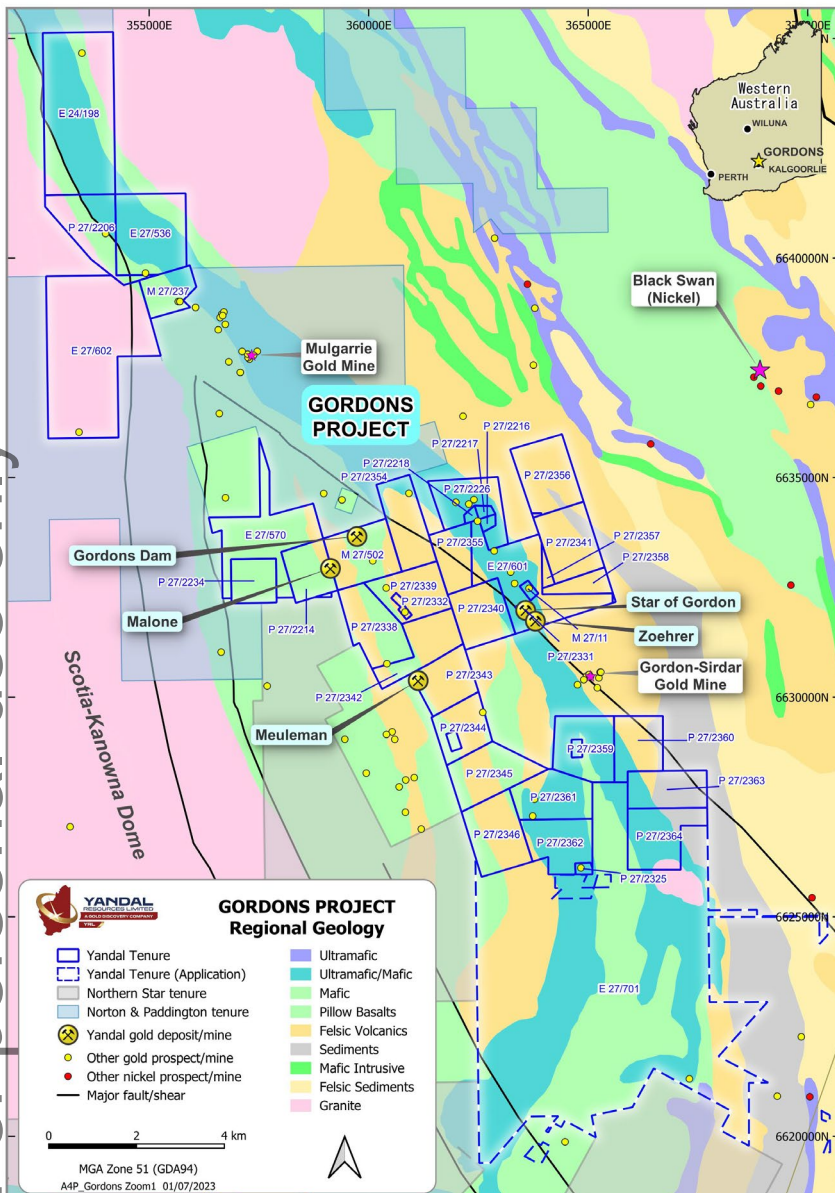 355000E
360000E
365000E
6640000N
6635000N
6630000N
6625000N
6620000N
Western
Australia
WILUNA
GORDONS
KALGOORLIE
PERTH
E 24/198
P 27/2206
E 27/536
M 27/237
E 27/602
Mulgarrie
Gold Mine
Black Swan
(Nickel)
GORDONS
PROJECT
P 27/2216
P 27/2217
P 27/2218
P 27/2354
P 27/2226
P 27/2356
E 27/570
P 27/2355
P 27/2341
P 27/2357
P 27/2358
Gordons Dam
M 27/502
E 27/601
P 27/2234
P 27/2339
P 27/2332
P 27/2340
Star of Gordon
Malone
P 27/2214
P 27/2338
M 27/11
Zoehrer
P 27/2331
P 27/2342
P 27/2343
Gordon-Sirdar
Gold Mine
Meuleman
P 27/2344
P 27/2359
P 27/2360
P 27/2345
P 27/2363
P 27/2361
P 27/2346
P 27/2362
P 27/2364
P 27/2325
E 27/701
Scotia-Kanowna Dome
YANDAL
RESOURCES LIMITED
A GOLD DISCOVERY COMPANY
YRL
GORDONS PROJECT
Regional Geology
Yandal Tenure
Yandal Tenure (Application)
Northern Star tenure
Norton & Paddington tenure
Yandal gold deposit/mine
Other gold prospect/mine
Other nickel prospect/mine
Major fault/shear
Ultramafic
Ultramafic/Mafic
Mafic
Pillow Basalts
Felsic Volcanics
Sediments
Mafic Intrusive
Felsic Sediments
Granite
0 2 4 km
MGA Zone 51 (GDA94)
A4P_Gordons Zoom1 01/07/2023